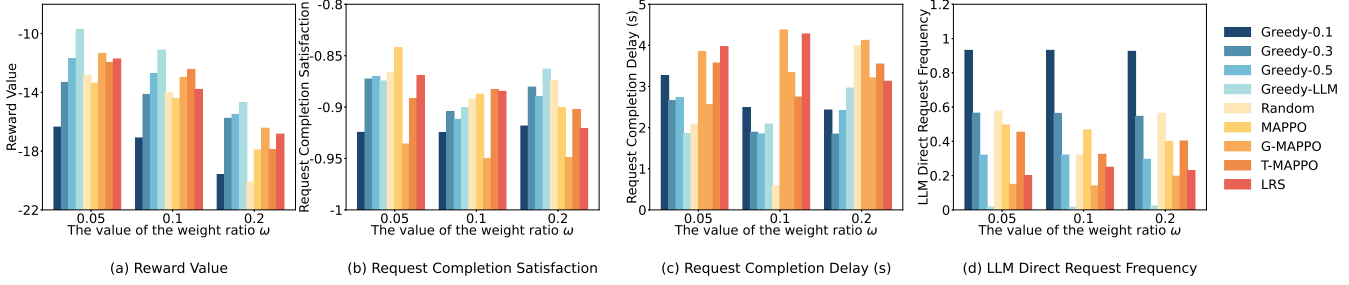 Reward Value
-10
-14
-18
-22
0.05 0.1 0.2
The value of the weight ratio ω
(a) Reward Value
Request Completion Satisfaction
-0.8
-0.85
-0.9
-0.95
-1
0.05 0.1 0.2
The value of the weight ratio ω
(b) Request Completion Satisfaction
Request Completion Delay (s)
5
4
3
2
1
0
0.05 0.1 0.2
The value of the weight ratio ω
(c) Request Completion Delay (s)
LLM Direct Request Frequency
1.2
1
0.8
0.6
0.4
0.2
0
0.05 0.1 0.2
The value of the weight ratio ω
(d) LLM Direct Request Frequency
Greedy-0.1
Greedy-0.3
Greedy-0.5
Greedy-LLM
Random
MAPPO
G-MAPPO
T-MAPPO
LRS